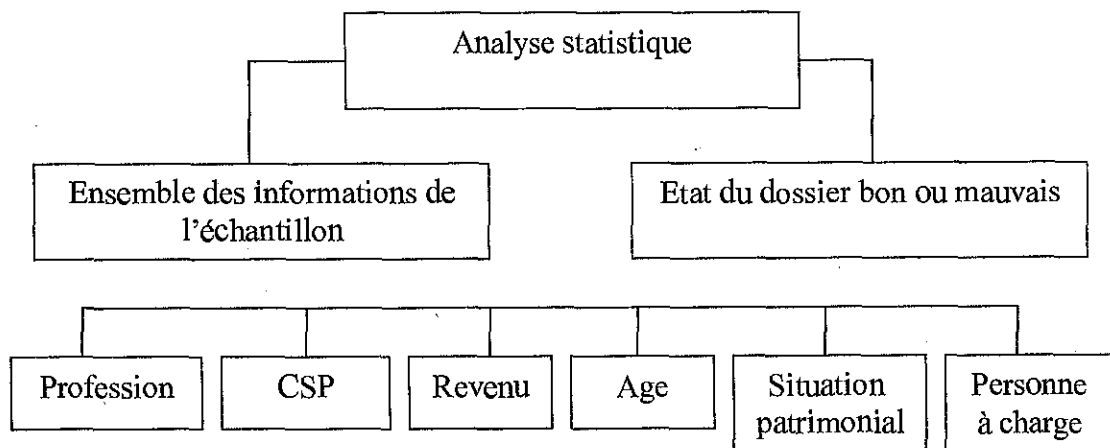 Analyse statistique
Ensemble des informations de
l'échantillon
Etat du dossier bon ou mauvais
Profession
CSP
Revenu
Age
Situation
patrimonial
Personne
à charge